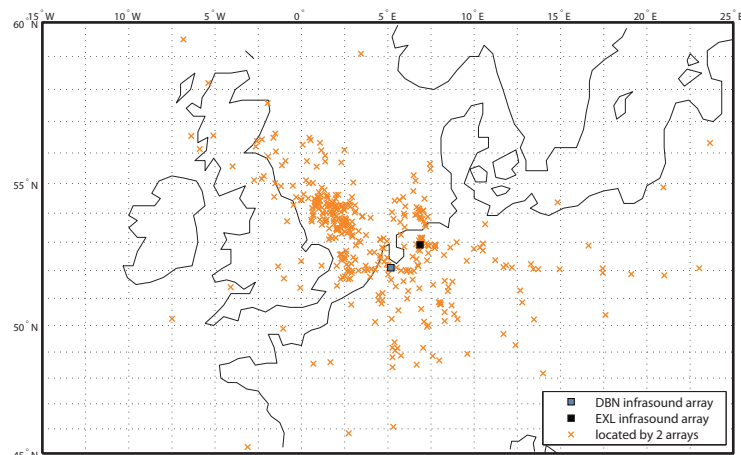 15°W 10°W 5°W 0°E 5°E 10°E 15°E 20°E 25°E
60°N
55°N
50°N
45°N
DBN infrasound array
EXL infrasound array
located by 2 arrays